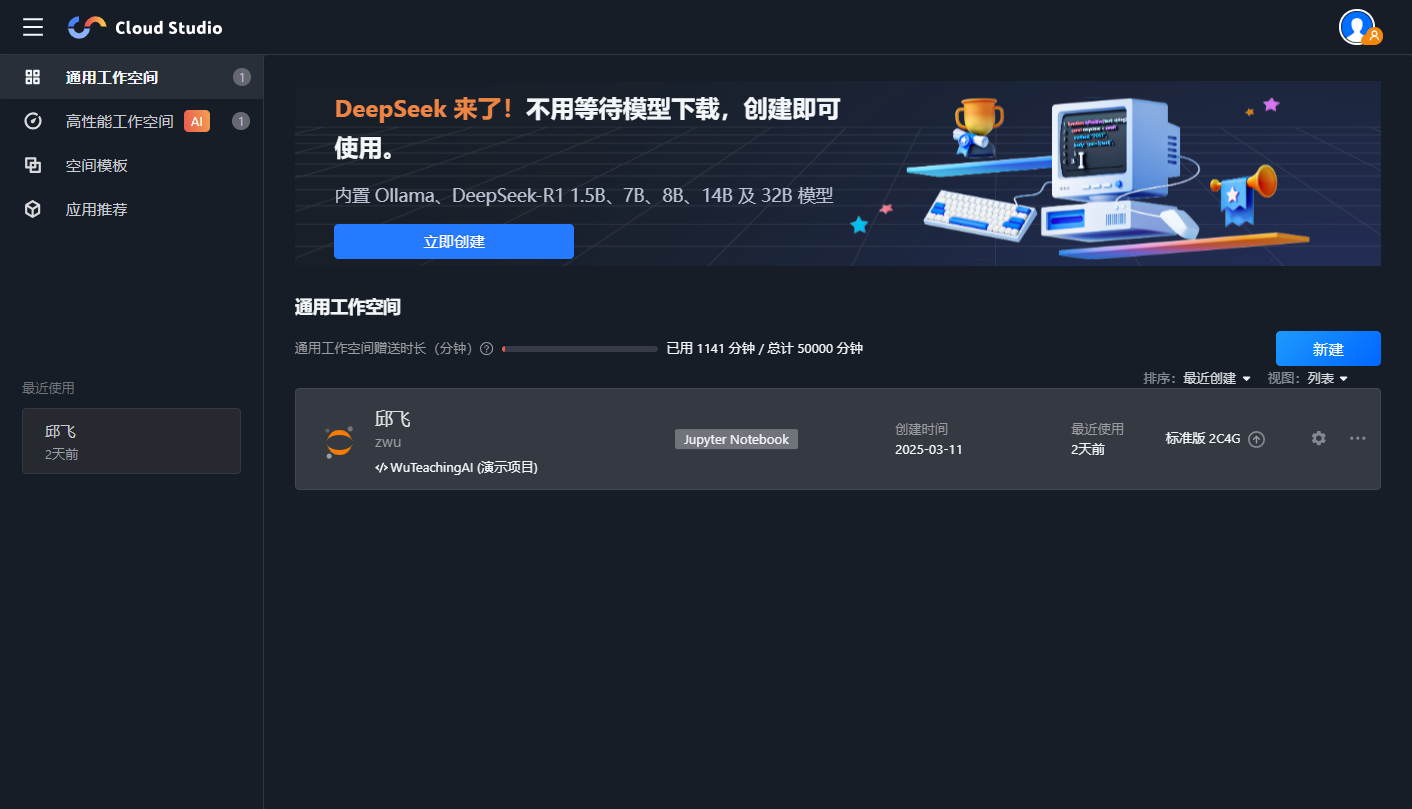 Cloud Studio
通用工作空间 1
高性能工作空间 AI 1
空间模板
应用推荐
最近使用
邱飞
2天前
DeepSeek 来了！不用等待模型下载，创建即可
使用。
内置 Ollama、DeepSeek-R1 1.5B、7B、8B、14B 及 32B 模型
立即创建
通用工作空间
通用工作空间赠送时长（分钟） 已用 1141 分钟 / 总计 50000 分钟
新建
排序： 最近创建 视图： 列表
邱飞
zwu
WuTeachingAI (演示项目)
Jupyter Notebook
创建时间
2025-03-11
最近使用
2天前
标准版 2C4G